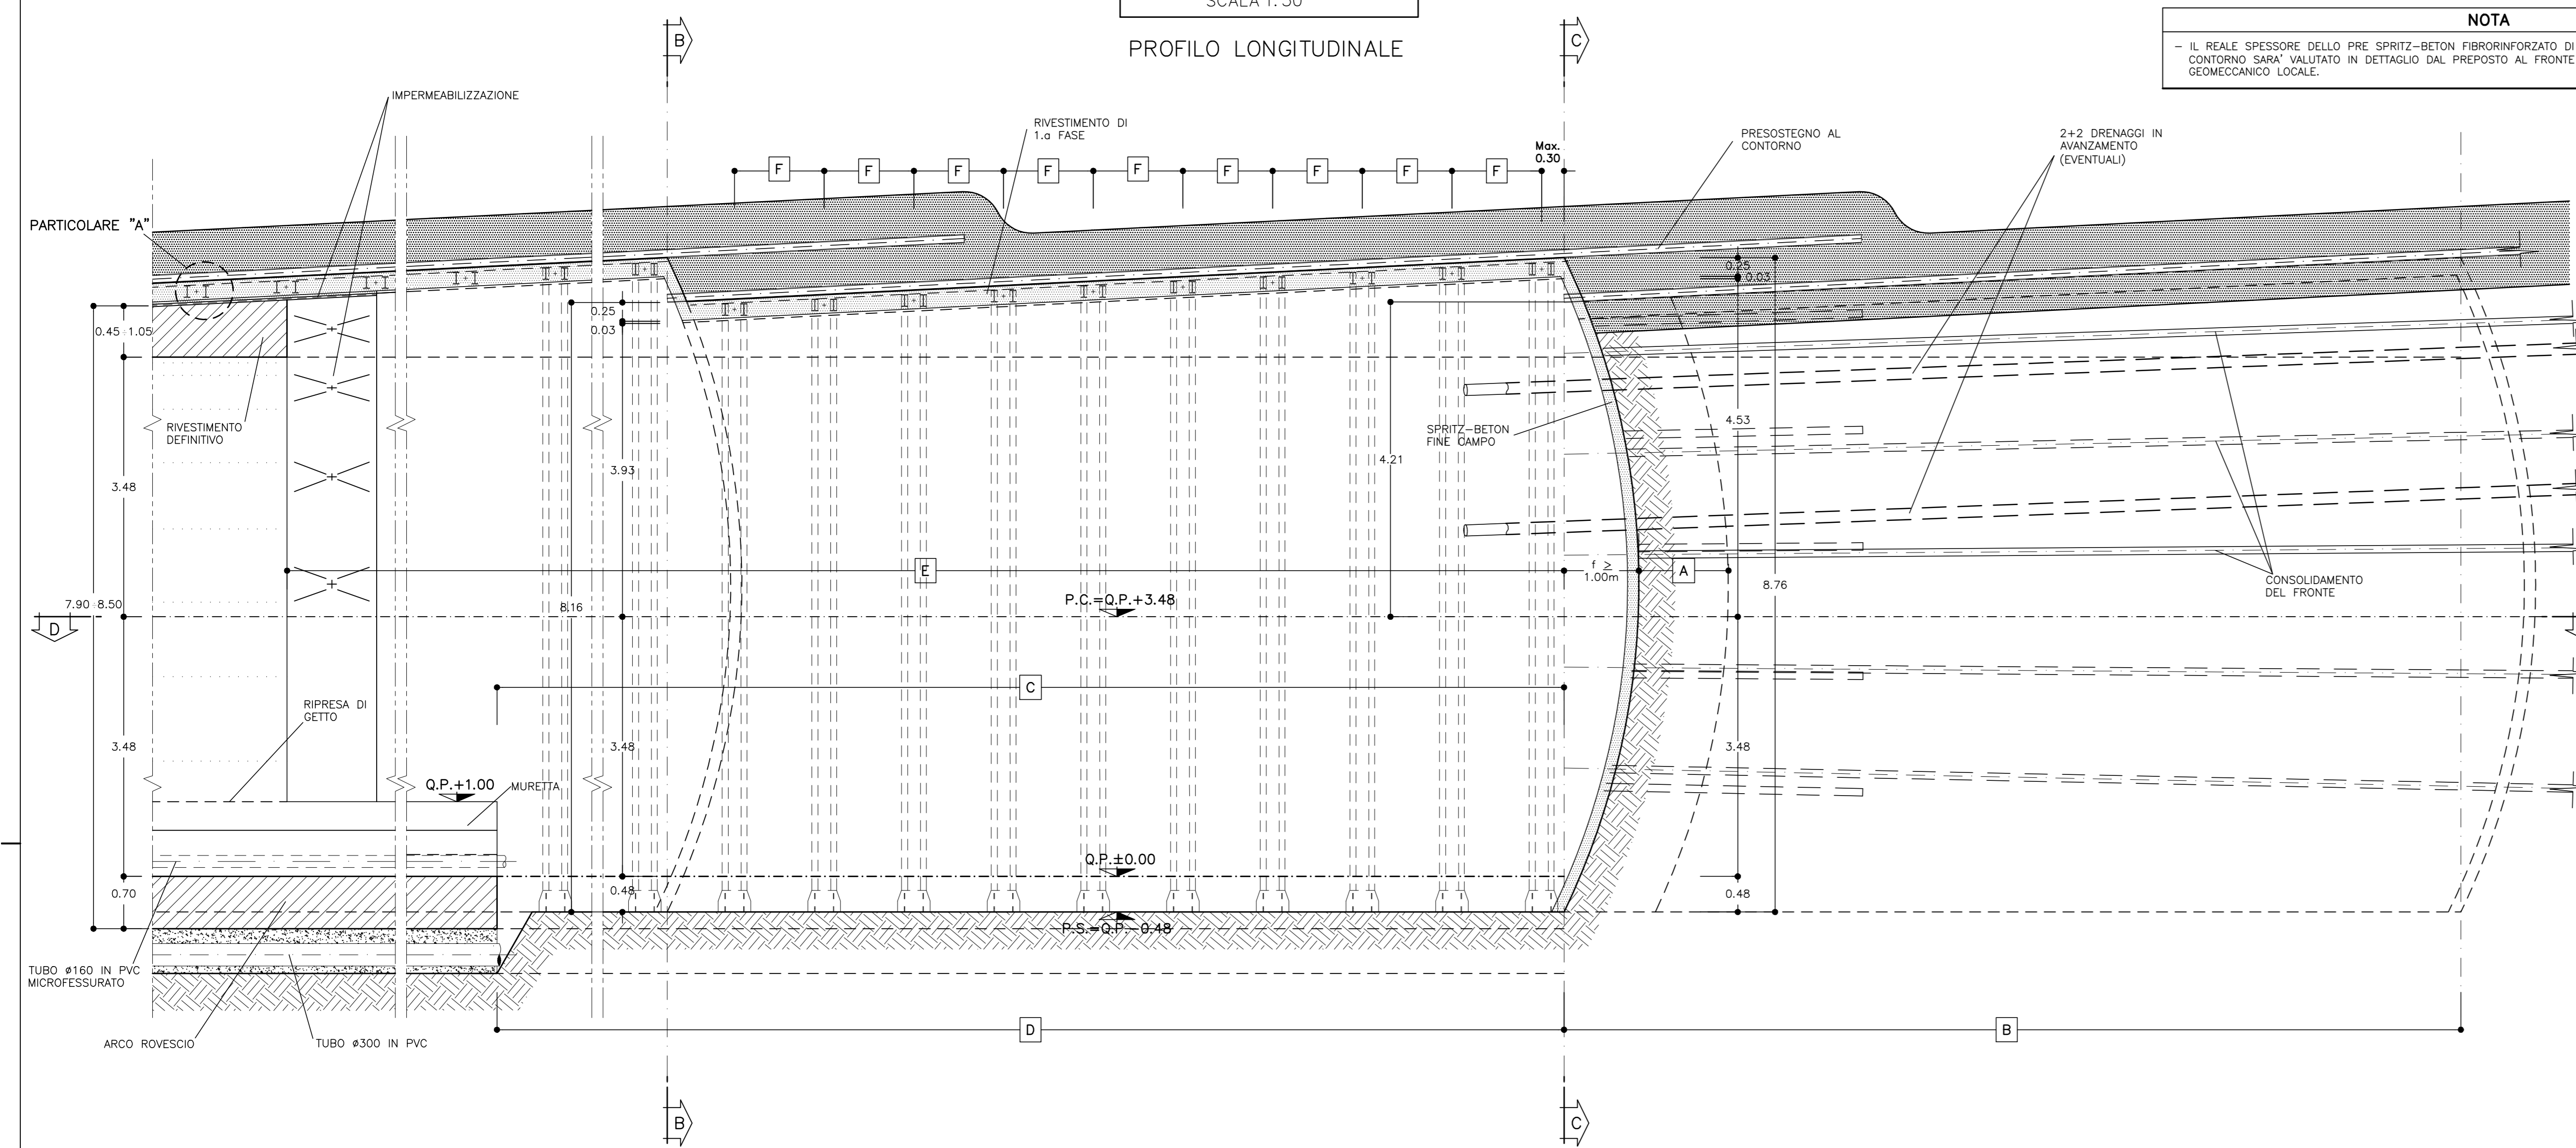 SCALA 1:50
PROFILO LONGITUDINALE
NOTA
– IL REALE SPESSORE DELLO PRE SPRITZ–BETON FIBRORINFORZATO DI
CONTORNO SARA' VALUTATO IN DETTAGLIO DAL PREPOSTO AL FRONTE
GEOMECCANICO LOCALE.
B
C
IMPERMEABILIZZAZIONE
RIVESTIMENTO DI
1.a FASE
PRESOSTEGNO AL
CONTORNO
2+2 DRENAGGI IN
AVANZAMENTO
(EVENTUALI)
Max.
0.30
F
F
F
F
F
F
F
F
F
PARTICOLARE "A"
0.25
0.03
0.25
0.03
0.45 1.05
RIVESTIMENTO
DEFINITIVO
SPRITZ–BETON
FINE CAMPO
4.53
3.93
4.21
3.48
E
f ≥
1.00m
A
CONSOLIDAMENTO
DEL FRONTE
8.76
7.90 8.50
8.16
P.C.=Q.P.+3.48
D
C
RIPRESA DI
GETTO
3.48
3.48
3.48
Q.P.+1.00
MURETTA
Q.P.±0.00
0.70
0.48
0.48
P.S.=Q.P.–0.48
TUBO ø160 IN PVC
MICROFESSURATO
ARCO ROVESCIO
TUBO ø300 IN PVC
D
B
B
C